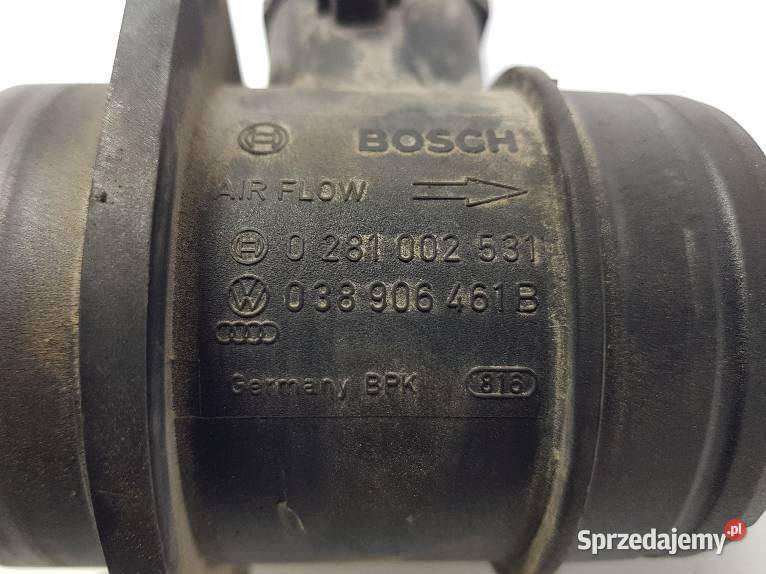 BOSCH
AIR FLOW
0 281 002 531
038 906 461 B
Germany BPK 816
Sprzedajemy.pl